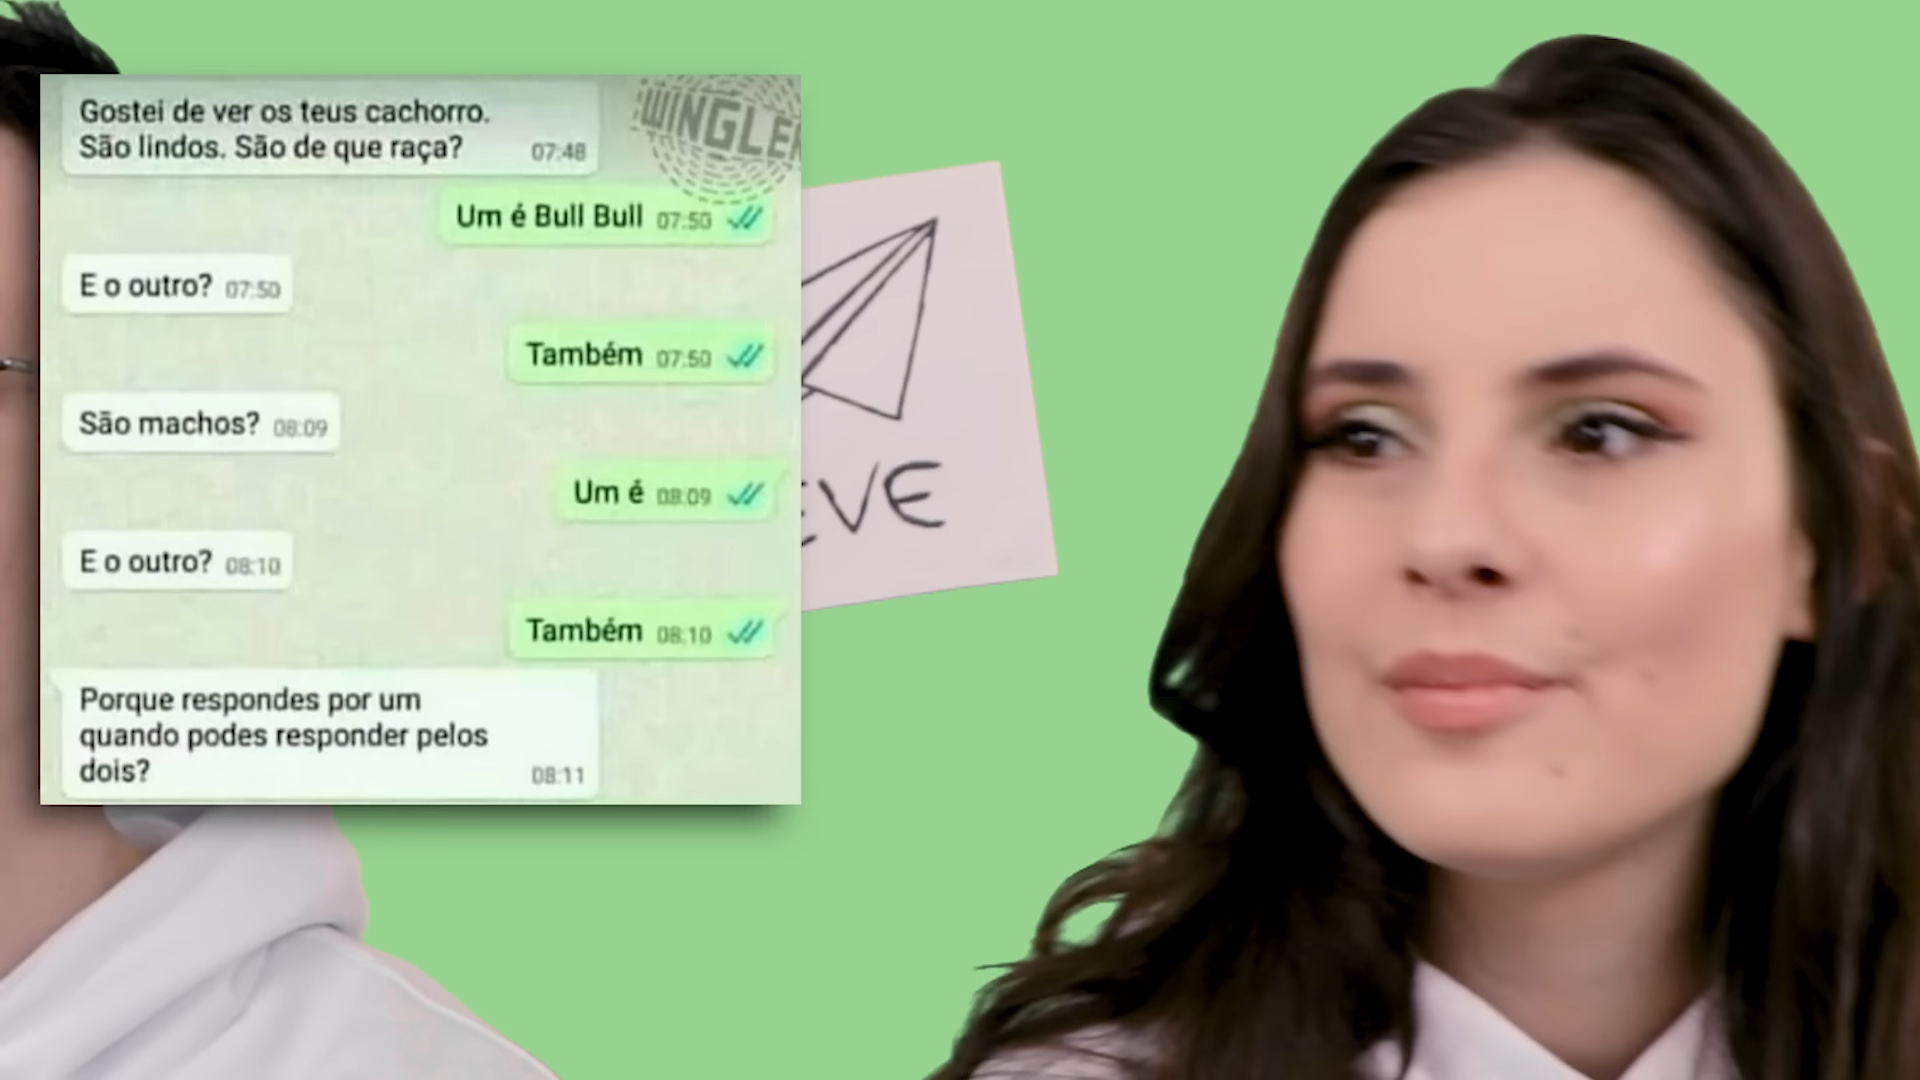 Gostei de ver os teus cachorro.
São lindos. São de que raça? 07:48
Um é Bull Bull 07:50
E o outro? 07:50
Também 07:50
São machos? 08:09
Um é 08:09
E o outro? 08:10
Também 08:10
Porque respondes por um
quando podes responder pelos
dois? 08:11
WINGLE
EVE